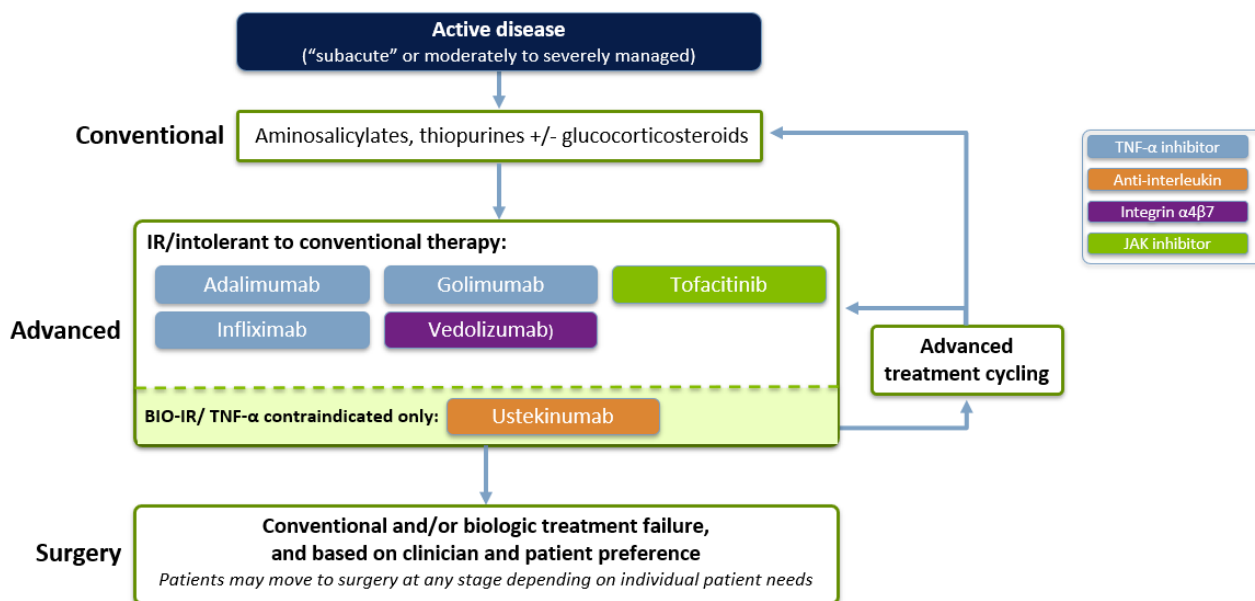 Active disease
(“subacute” or moderately to severely managed)
Conventional
Aminosalicylates, thiopurines +/- glucocorticosteroids
TNF-α inhibitor
Anti-interleukin
Integrin α4β7
JAK inhibitor
IR/intolerant to conventional therapy:
Adalimumab
Golimumab
Tofacitinib
Infliximab
Vedolizumab)
Advanced
BIO-IR/ TNF-α contraindicated only:
Ustekinumab
Advanced
treatment cycling
Surgery
Conventional and/or biologic treatment failure,
and based on clinician and patient preference
Patients may move to surgery at any stage depending on individual patient needs